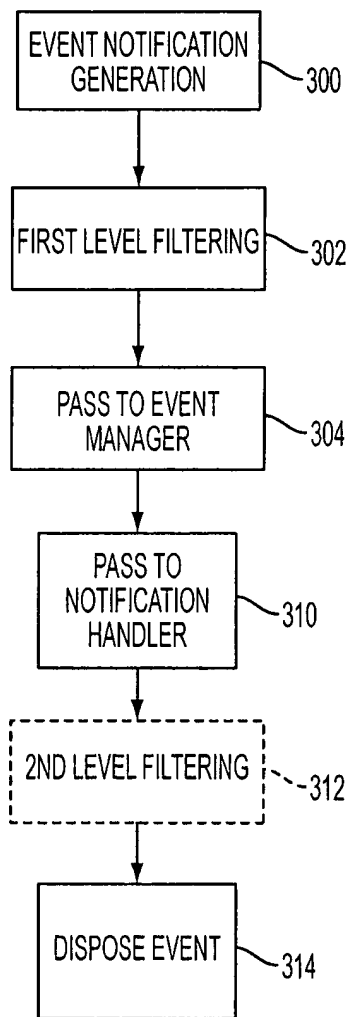 EVENT NOTIFICATION
GENERATION
300
FIRST LEVEL FILTERING
302
PASS TO EVENT
MANAGER
304
PASS TO
NOTIFICATION
HANDLER
310
2ND LEVEL FILTERING
312
DISPOSE EVENT
314